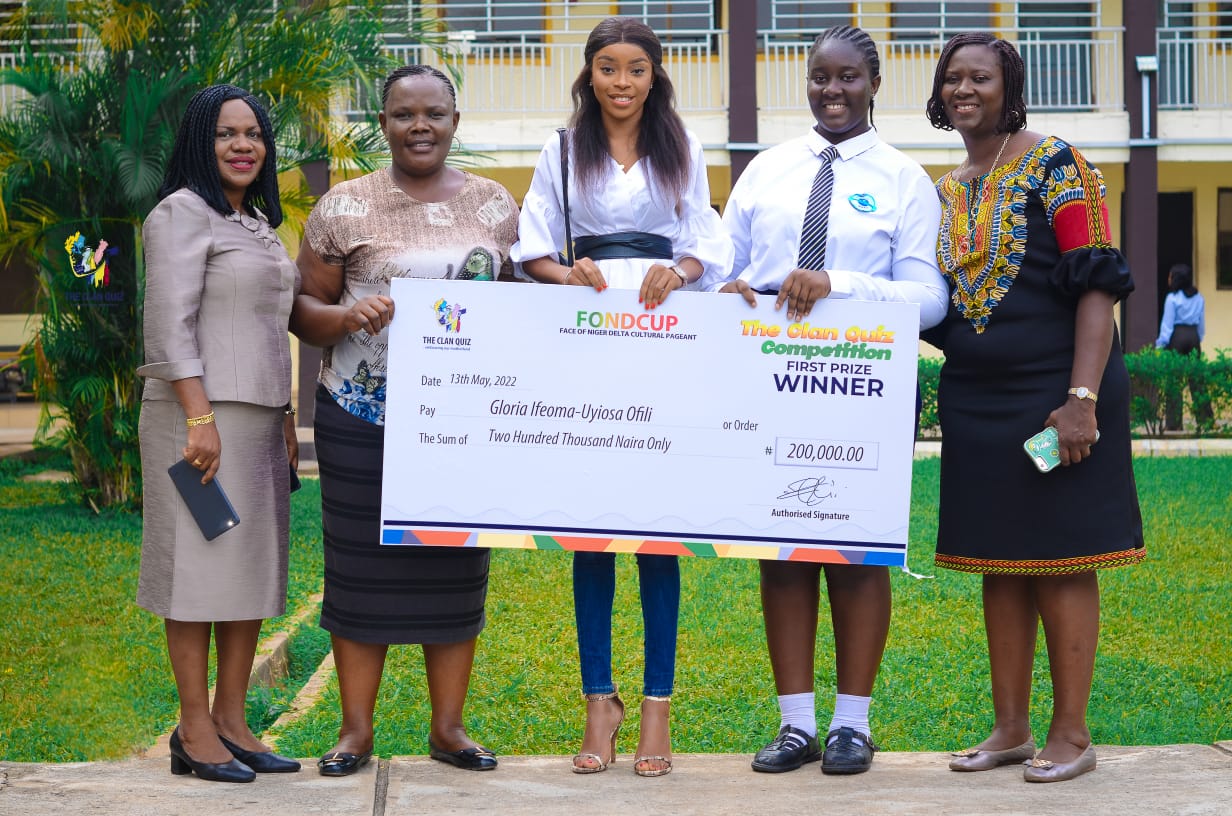 THE CLAN QUIZ
THE CLAN QUIZ
FONDCUP
FACE OF NIGER DELTA CULTURAL PAGEANT
The Clan Quiz
Competition
FIRST PRIZE
WINNER
Date 13th May, 2022
Pay Gloria Ifeoma-Uyiosa Ofili or Order
The Sum of Two Hundred Thousand Naira Only ₦ 200,000.00
Authorised Signature